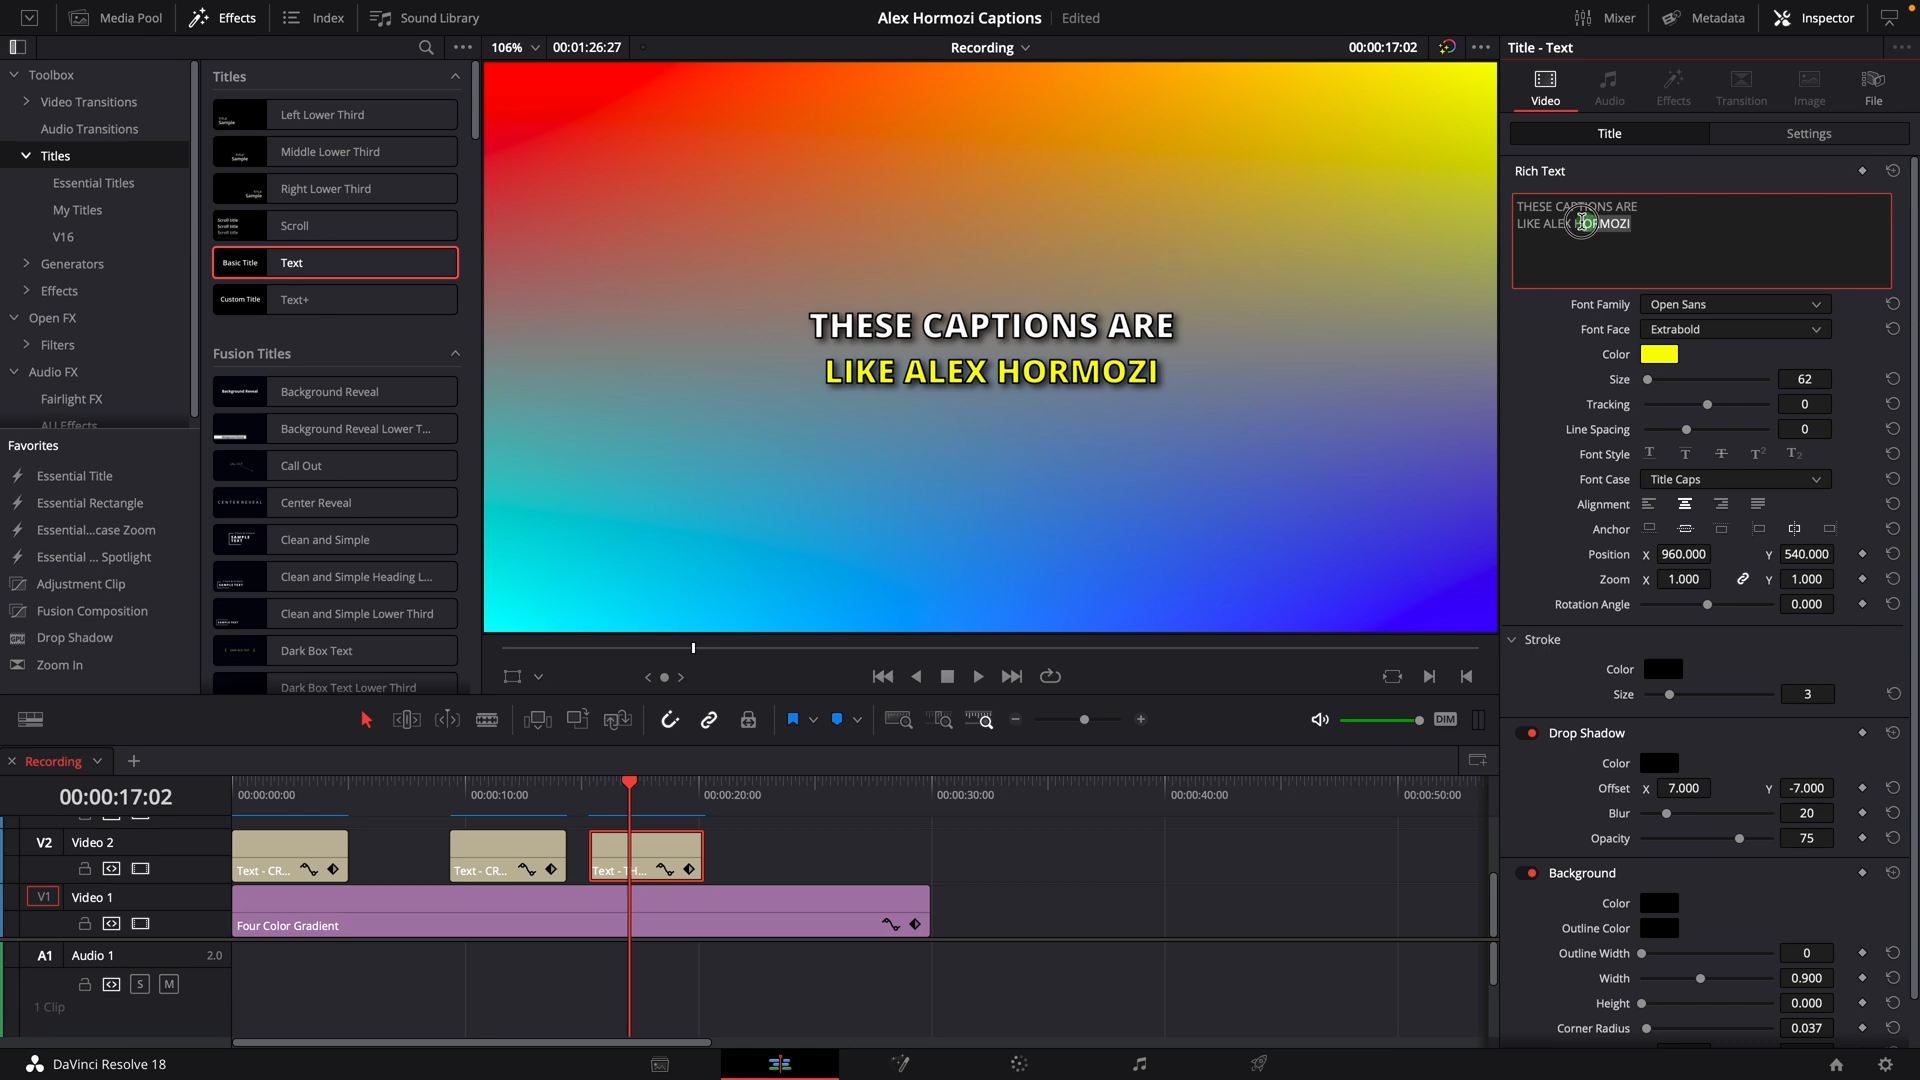 Media Pool
Effects
Index
Sound Library
Alex Hormozi Captions
Edited
Mixer
Metadata
Inspector
106%
00:01:26:27
Recording
00:00:17:02
Title - Text
Toolbox
Video Transitions
Audio Transitions
Titles
Essential Titles
My Titles
V16
Generators
Effects
Open FX
Filters
Audio FX
Fairlight FX
All Effects
Favorites
Essential Title
Essential Rectangle
Essential...case Zoom
Essential ... Spotlight
Adjustment Clip
Fusion Composition
Drop Shadow
Zoom In
Titles
Left Lower Third
Middle Lower Third
Right Lower Third
Scroll
Basic Title
Text
Custom Title
Text+
Fusion Titles
Background Reveal
Background Reveal Lower T...
Call Out
Center Reveal
Clean and Simple
Clean and Simple Heading L...
Clean and Simple Lower Third
Dark Box Text
Dark Box Text Lower Third
THESE CAPTIONS ARE
LIKE ALEX HORMOZI
Video
Audio
Effects
Transition
Image
File
Title
Settings
Rich Text
THESE CAPTIONS ARE
LIKE ALEX HORMOZI
Font Family
Open Sans
Font Face
Extrabold
Color
Size
62
Tracking
0
Line Spacing
0
Font Style
Font Case
Title Caps
Alignment
Anchor
Position X 960.000 Y 540.000
Zoom X 1.000 Y 1.000
Rotation Angle
0.000
Stroke
Color
Size
3
Drop Shadow
Color
Offset X 7.000 Y -7.000
Blur
20
Opacity
75
Background
Color
Outline Color
Outline Width
0
Width
0.900
Height
0.000
Corner Radius
0.037
DIM
Recording
00:00:17:02
00:00:00:00
00:00:10:00
00:00:20:00
00:00:30:00
00:00:40:00
00:00:50:00
V2
Video 2
Text - CR...
Text - CR...
Text - TH...
V1
Video 1
Four Color Gradient
A1
Audio 1
2.0
S
M
1 Clip
DaVinci Resolve 18